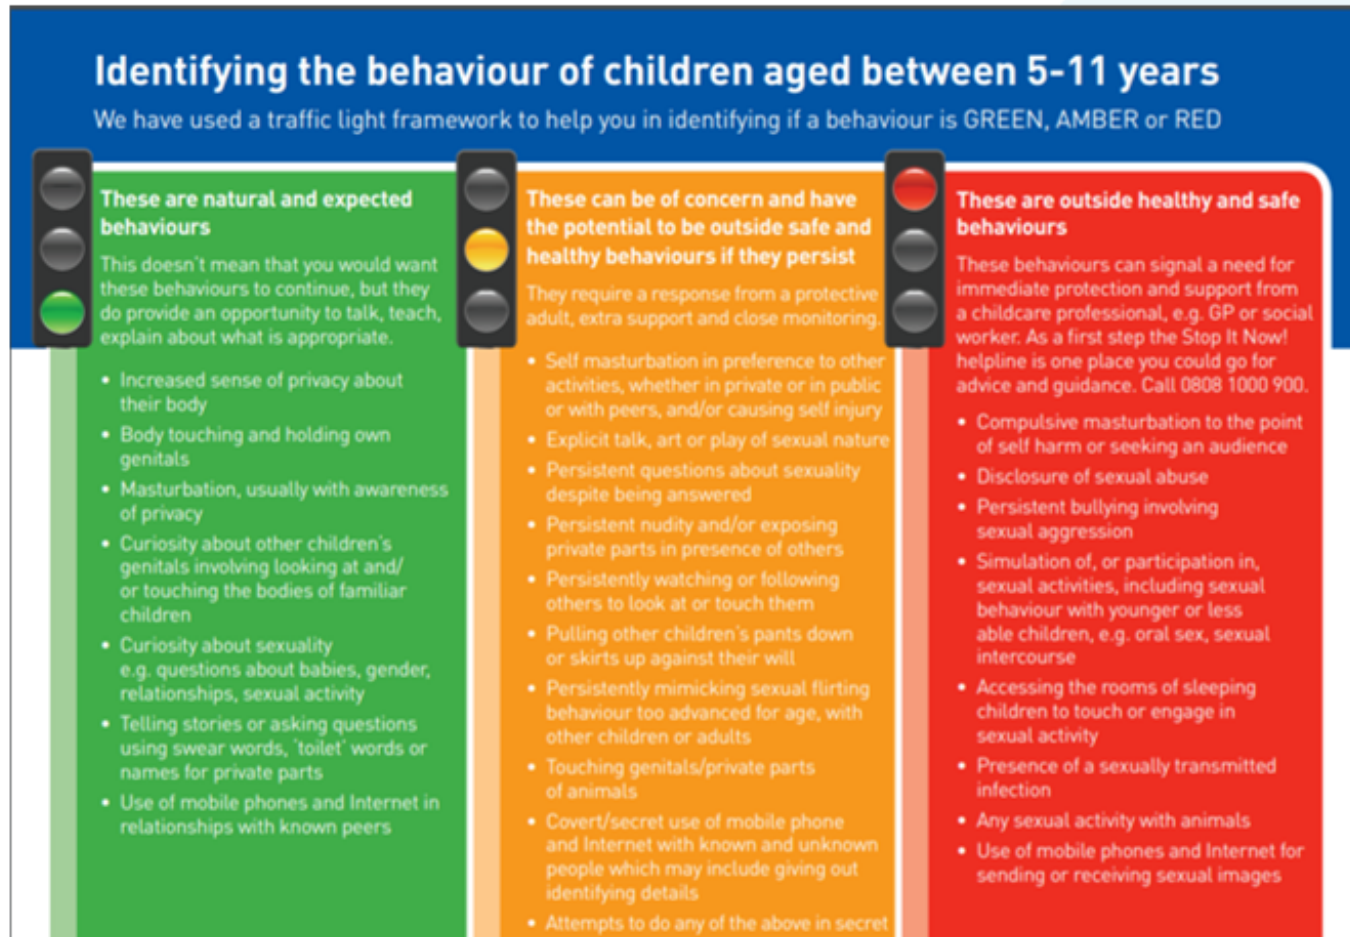 Identifying the behaviour of children aged between 5-11 years
We have used a traffic light framework to help you in identifying if a behaviour is GREEN, AMBER or RED
These are natural and expected
behaviours
This doesn't mean that you would want
these behaviours to continue, but they
do provide an opportunity to talk, teach,
explain about what is appropriate.
• Increased sense of privacy about
their body
• Body touching and holding own
genitals
• Masturbation, usually with awareness
of privacy
• Curiosity about other children's
genitals involving looking at and/
or touching the bodies of familiar
children
• Curiosity about sexuality
e.g. questions about babies, gender,
relationships, sexual activity
• Telling stories or asking questions
using swear words, 'toilet' words or
names for private parts
• Use of mobile phones and Internet in
relationships with known peers
These can be of concern and have
the potential to be outside safe and
healthy behaviours if they persist
They require a response from a protective
adult, extra support and close monitoring.
• Self masturbation in preference to other
activities, whether in private or in public
or with peers, and/or causing self injury
• Explicit talk, art or play of sexual nature
• Persistent questions about sexuality
despite being answered
• Persistent nudity and/or exposing
private parts in presence of others
• Persistently watching or following
others to look at or touch them
• Pulling other children's pants down
or skirts up against their will
• Persistently mimicking sexual flirting
behaviour too advanced for age, with
other children or adults
• Touching genitals/private parts
of animals
• Covert/secret use of mobile phone
and Internet with known and unknown
people which may include giving out
identifying details
• Attempts to do any of the above in secret
These are outside healthy and safe
behaviours
These behaviours can signal a need for
immediate protection and support from
a childcare professional, e.g. GP or social
worker. As a first step the Stop It Now!
helpline is one place you could go for
advice and guidance. Call 0808 1000 900.
• Compulsive masturbation to the point
of self harm or seeking an audience
• Disclosure of sexual abuse
• Persistent bullying involving
sexual aggression
• Simulation of, or participation in,
sexual activities, including sexual
behaviour with younger or less
able children, e.g. oral sex, sexual
intercourse
• Accessing the rooms of sleeping
children to touch or engage in
sexual activity
• Presence of a sexually transmitted
infection
• Any sexual activity with animals
• Use of mobile phones and Internet for
sending or receiving sexual images